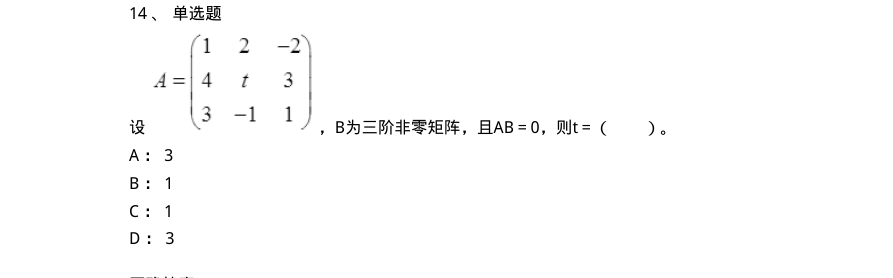 14 、 单选题
1 2 −2
A = 4 t 3
3 −1 1
设 ，B为三阶非零矩阵，且AB = 0，则t = （ ）。
A ： 3
B ： 1
C ： 1
D ： 3